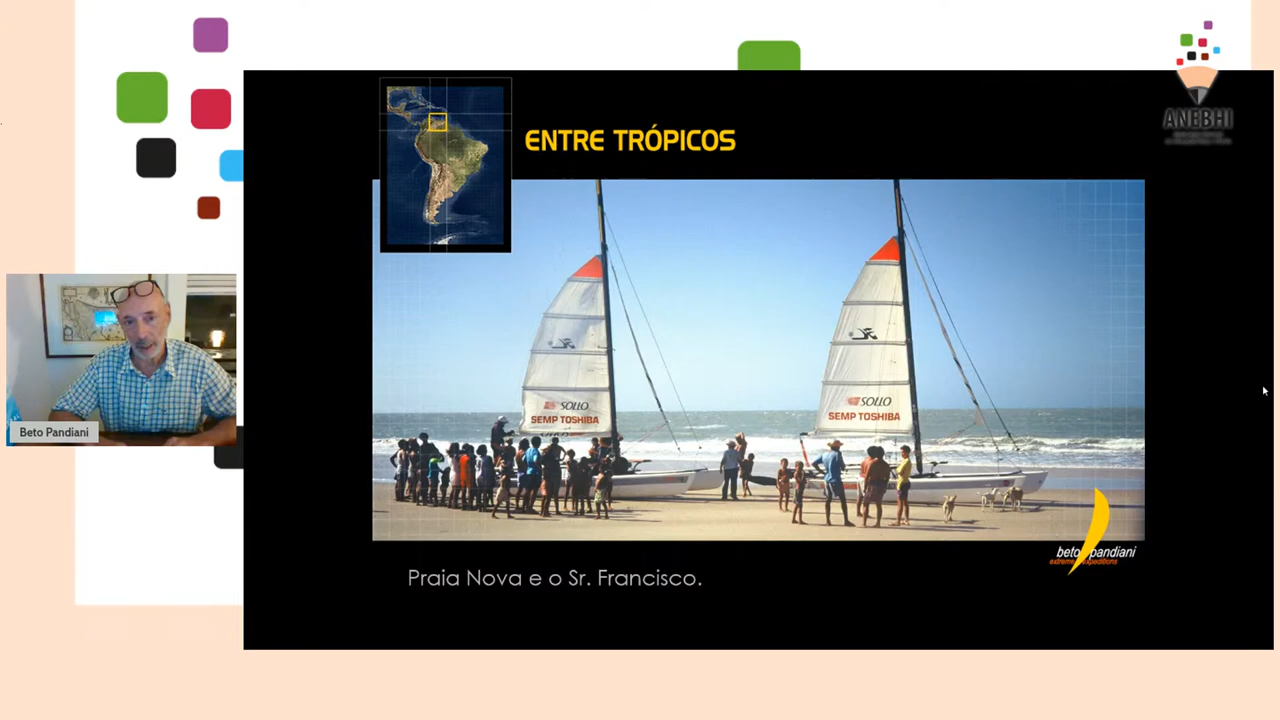 ANEBHI
ENTRE TRÓPICOS
SOLLO
SEMP TOSHIBA
SOLLO
SEMP TOSHIBA
Beto Pandiani
beto pandiani
extreme expeditions
Praia Nova e o Sr. Francisco.